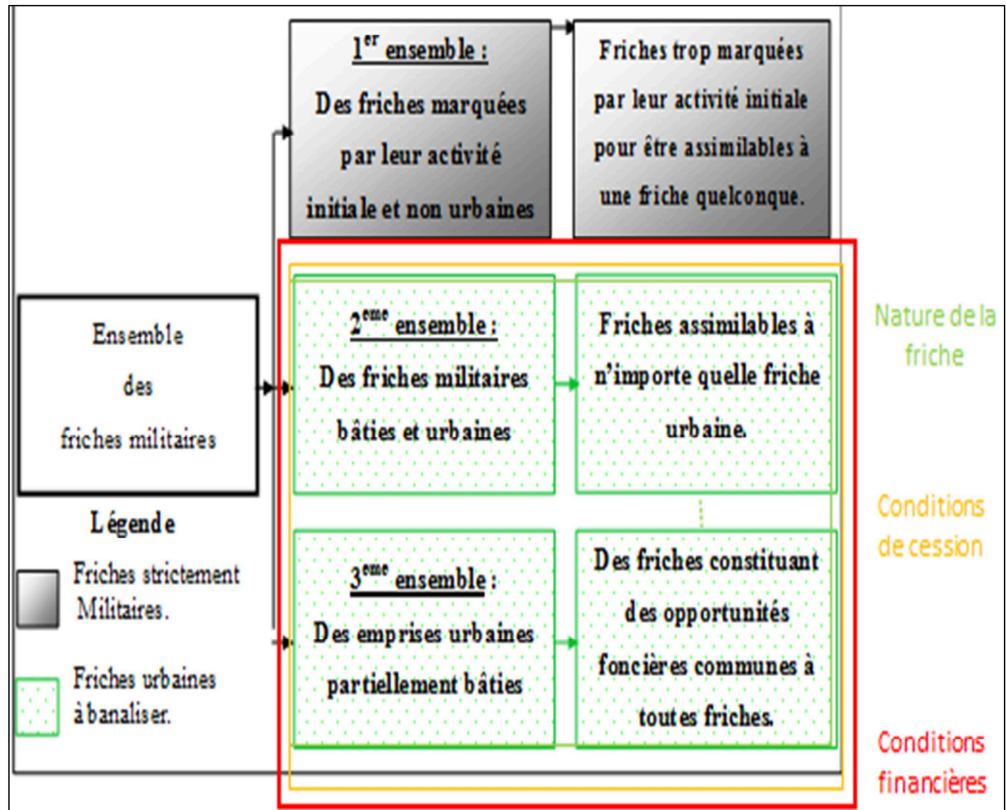 1er ensemble :
Des friches marquées
par leur activité
initiale et non urbaines
Friches trop marquées
par leur activité initiale
pour être assimilables à
une friche quelconque.
Ensemble
des
friches militaires
2eme ensemble :
Des friches militaires
bâties et urbaines
Friches assimilables à
n’importe quelle friche
urbaine.
3eme ensemble :
Des emprises urbaines
partiellement bâties
Des friches constituant
des opportunités
foncières communes à
toutes friches.
Légende
Friches strictement
Militaires.
Friches urbaines
à banaliser.
Nature de la
friche
Conditions
de cession
Conditions
financières